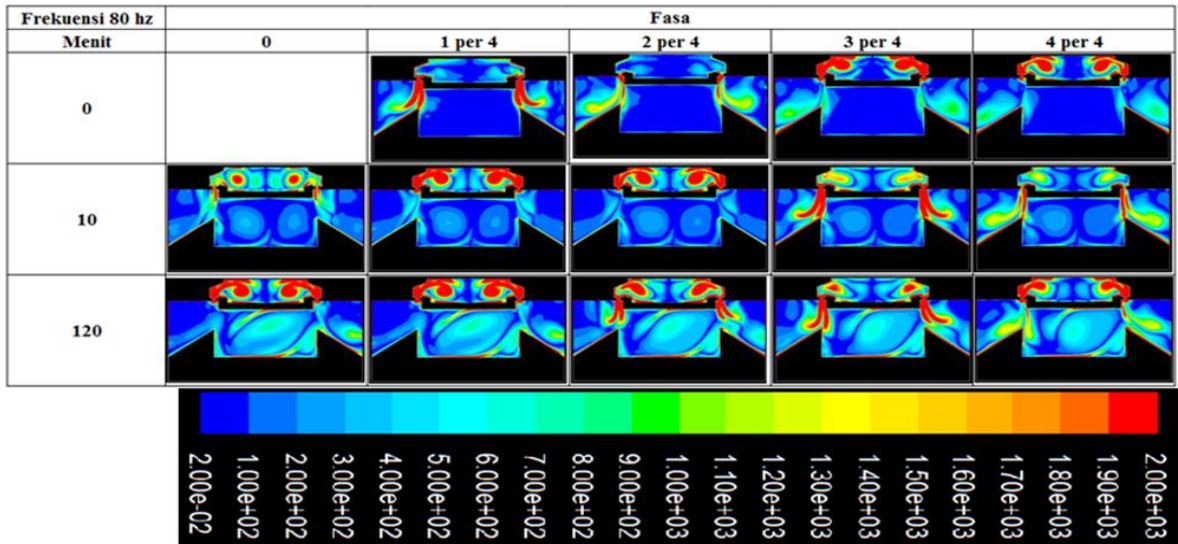 Frekuensi 80 hz Fasa
Menit 0 1 per 4 2 per 4 3 per 4 4 per 4
0
10
120
2.00e-02 1.00e+02 2.00e+02 3.00e+02 4.00e+02 5.00e+02 6.00e+02 7.00e+02 8.00e+02 9.00e+02 1.00e+03 1.10e+03 1.20e+03 1.30e+03 1.40e+03 1.50e+03 1.60e+03 1.70e+03 1.80e+03 1.90e+03 2.00e+03